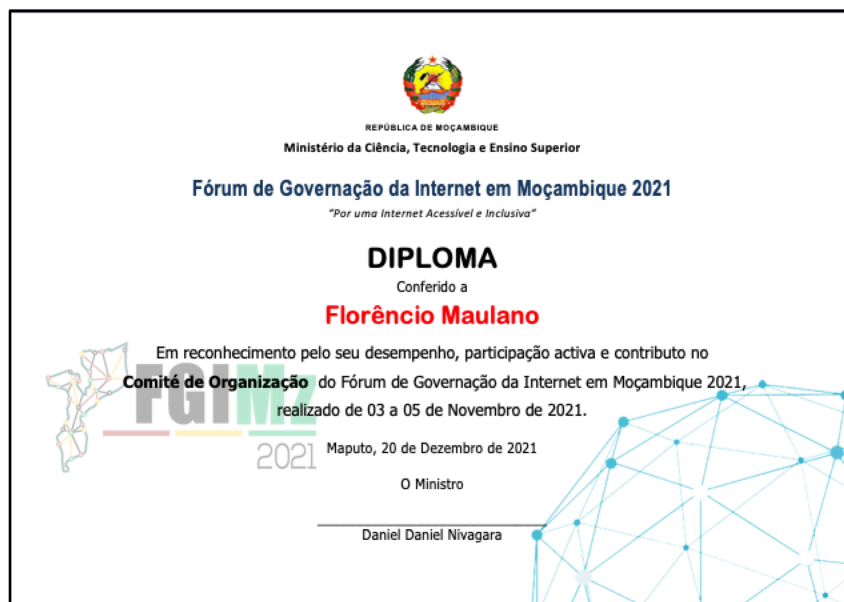 REPÚBLICA DE MOÇAMBIQUE
Ministério da Ciência, Tecnologia e Ensino Superior
Fórum de Governação da Internet em Moçambique 2021
“Por uma Internet Acessível e Inclusiva”
DIPLOMA
Conferido a
Florêncio Maulano
Em reconhecimento pelo seu desempenho, participação activa e contributo no
Comité de Organização do Fórum de Governação da Internet em Moçambique 2021,
realizado de 03 a 05 de Novembro de 2021.
FGIMz
2021
Maputo, 20 de Dezembro de 2021
O Ministro
Daniel Daniel Nivagara